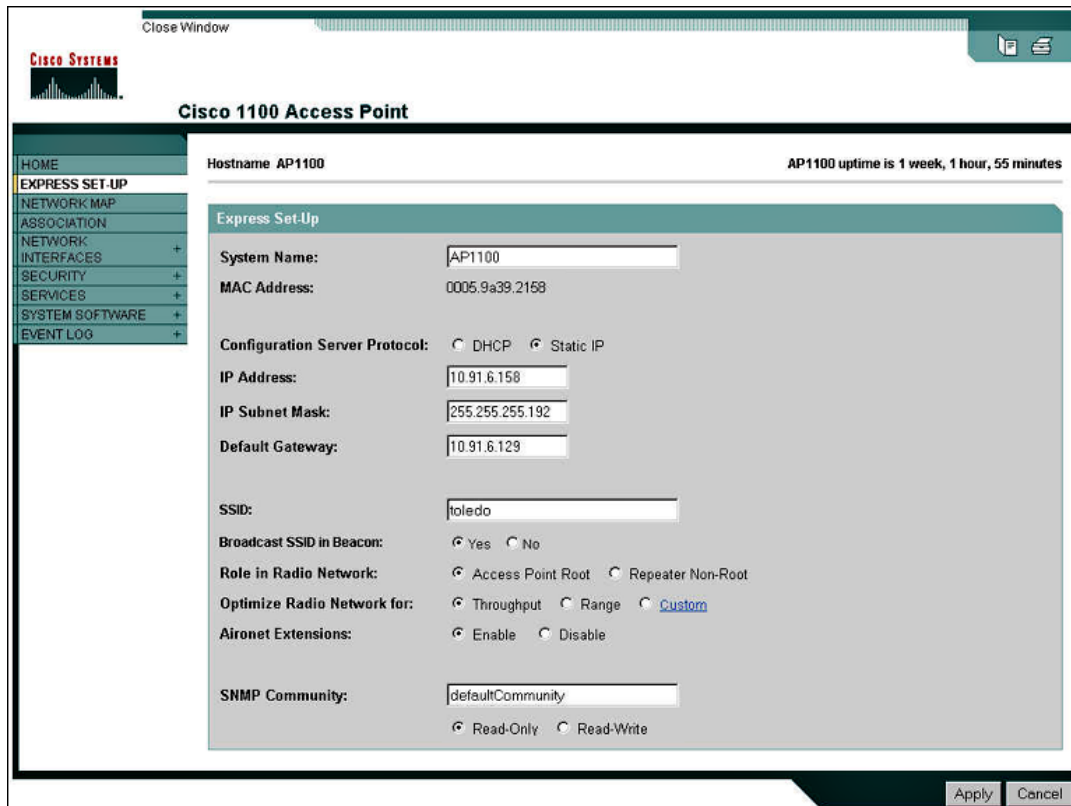 Close Window
CISCO SYSTEMS
Cisco 1100 Access Point
HOME
EXPRESS SET-UP
NETWORK MAP
ASSOCIATION
NETWORK
INTERFACES +
SECURITY +
SERVICES +
SYSTEM SOFTWARE +
EVENT LOG +
Hostname AP1100
AP1100 uptime is 1 week, 1 hour, 55 minutes
Express Set-Up
System Name: AP1100
MAC Address: 0005.9a39.2158
Configuration Server Protocol: DHCP Static IP
IP Address: 10.91.6.158
IP Subnet Mask: 255.255.255.192
Default Gateway: 10.91.6.129
SSID: toledo
Broadcast SSID in Beacon: Yes No
Role in Radio Network: Access Point Root Repeater Non-Root
Optimize Radio Network for: Throughput Range Custom
Aironet Extensions: Enable Disable
SNMP Community: defaultCommunity
Read-Only Read-Write
Apply Cancel